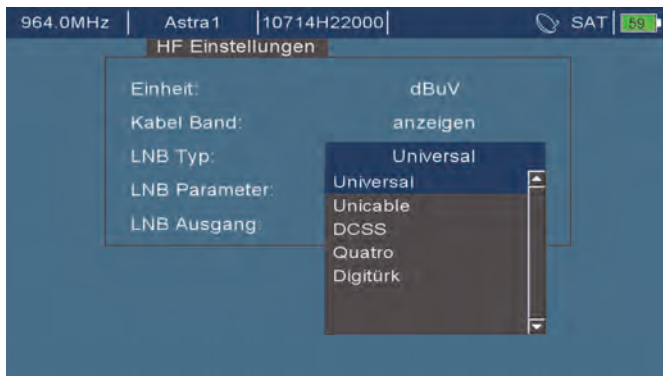 964.0MHz Astra1 10714H22000 SAT 59
HF Einstellungen
Einheit: dBuV
Kabel Band: anzeigen
LNB Typ: Universal
LNB Parameter:
LNB Ausgang:
Universal
Unicable
DCSS
Quatro
Digitürk